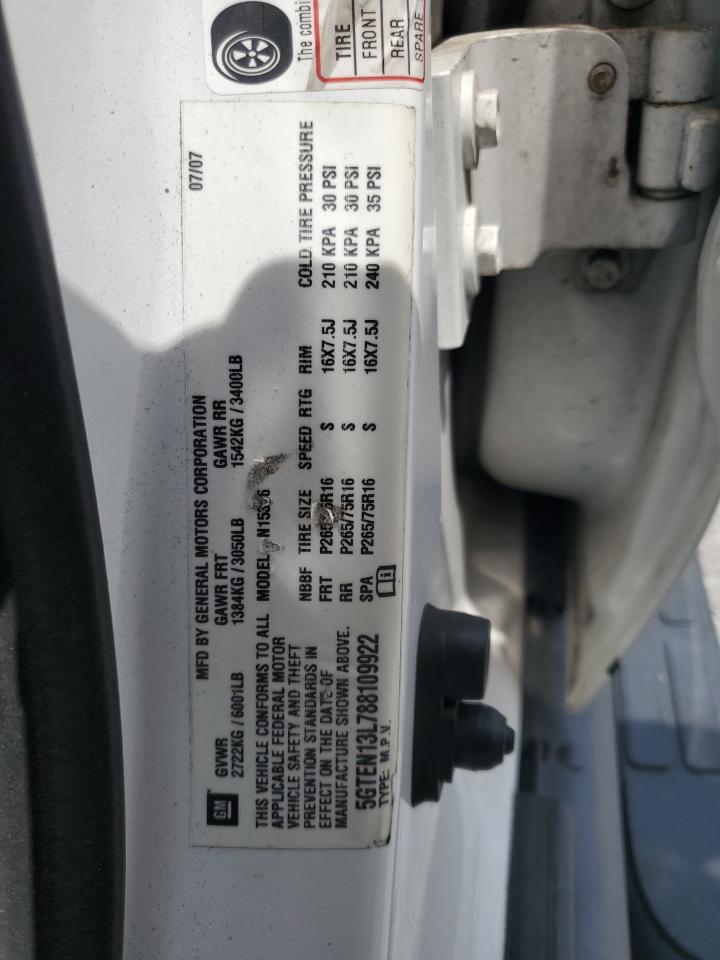 The combi
TIRE
FRONT
REAR
SPARE
07/07
MFD BY GENERAL MOTORS CORPORATION
GM GVWR GAWR FRT GAWR RR
2722KG/6001LB 1384KG/3050LB 1542KG/3400LB
THIS VEHICLE CONFORMS TO ALL MODEL
APPLICABLE FEDERAL MOTOR
VEHICLE SAFETY AND THEFT
PREVENTION STANDARDS IN
EFFECT ON THE DATE OF
MANUFACTURE SHOWN ABOVE.
NBBF TIRE SIZE SPEED RTG RIM COLD TIRE PRESSURE
FRT S 16X7.5J 210 KPA 30 PSI
RR P265/75R16 S 16X7.5J 210 KPA 30 PSI
SPA P265/75R16 S 16X7.5J 240 KPA 35 PSI
5GTEN13L788109922
TYPE: M.P.V.